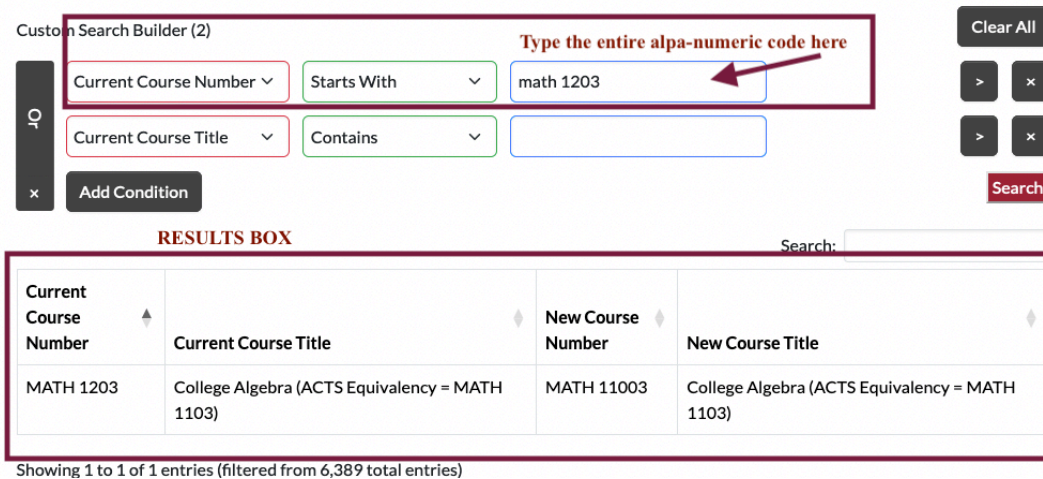 Custom Search Builder (2)
Clear All
Type the entire alpa-numeric code here
Or
×
Current Course Number
Starts With
math 1203
>
×
Current Course Title
Contains
>
×
Add Condition
Search
RESULTS BOX
Search:
Current
Course
Number
Current Course Title
New Course
Number
New Course Title
MATH 1203
College Algebra (ACTS Equivalency = MATH
1103)
MATH 11003
College Algebra (ACTS Equivalency = MATH
1103)
Showing 1 to 1 of 1 entries (filtered from 6,389 total entries)